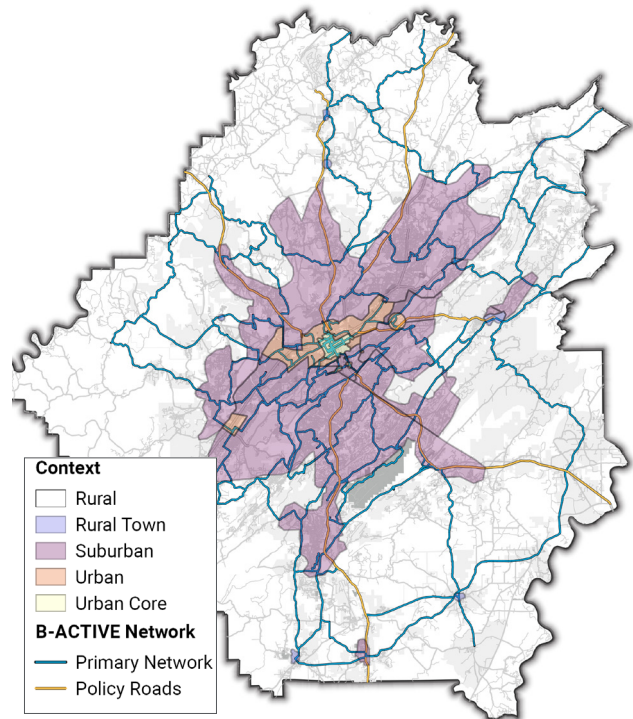 Context
Rural
Rural Town
Suburban
Urban
Urban Core
B-ACTIVE Network
Primary Network
Policy Roads